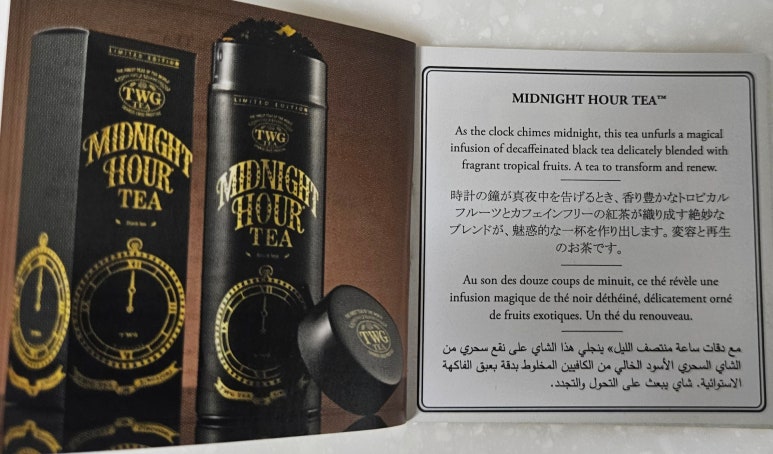 LIMITED EDITION
TWG
TEA
MIDNIGHT
HOUR
TEA
LIMITED EDITION
TWG
TEA
MIDNIGHT
HOUR
TEA
TWG
TEA
MIDNIGHT HOUR TEA™
As the clock chimes midnight, this tea unfurls a magical
infusion of decaffeinated black tea delicately blended with
fragrant tropical fruits. A tea to transform and renew.
時計の鐘が真夜中を告げるとき、香り豊かなトロピカル
フルーツとカフェインフリーの紅茶が織り成す絶妙な
ブレンドが、魅惑的な一杯を作り出します。変容と再生
のお茶です。
Au son des douze coups de minuit, ce thé révèle une
infusion magique de thé noir déthéiné, délicatement orné
de fruits exotiques. Un thé du renouveau.
مع دقات ساعة منتصف الليل» ينجلي هذا الشاي على نقع سحري من
الشاي السحري الأسود الخالي من الكافيين المخلوط بدقة بعبق الفاكهة
الاستوائية. شاي يبعث على التحول والتجدد.